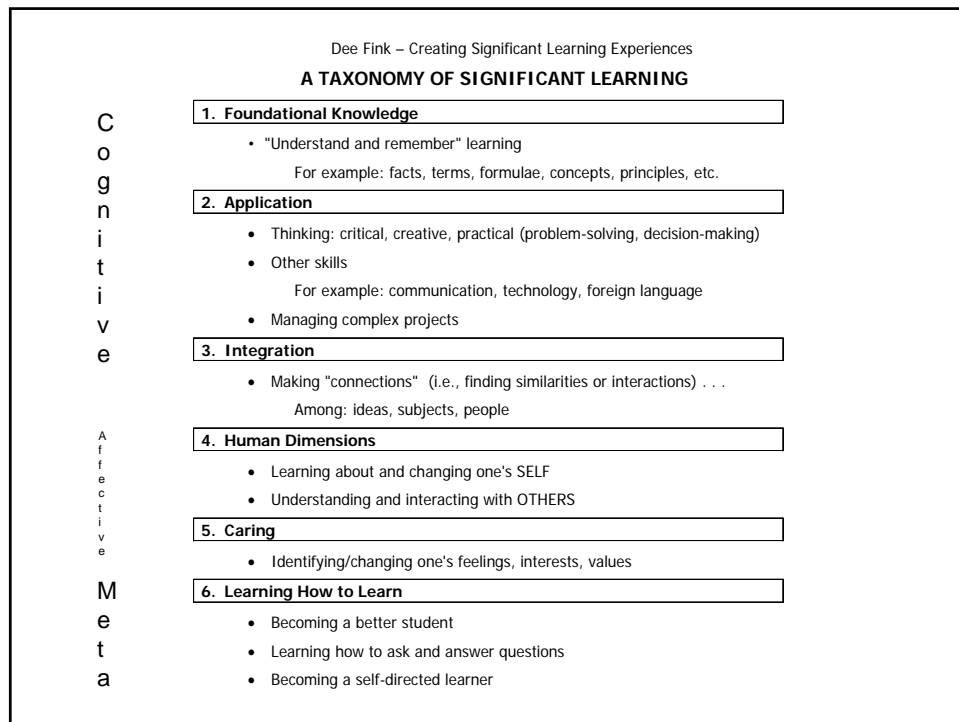 Dee Fink – Creating Significant Learning Experiences
A TAXONOMY OF SIGNIFICANT LEARNING
Cognitive
1. Foundational Knowledge
• "Understand and remember" learning
For example: facts, terms, formulae, concepts, principles, etc.
2. Application
• Thinking: critical, creative, practical (problem-solving, decision-making)
• Other skills
For example: communication, technology, foreign language
• Managing complex projects
3. Integration
• Making "connections" (i.e., finding similarities or interactions) . . .
Among: ideas, subjects, people
Affective
4. Human Dimensions
• Learning about and changing one's SELF
• Understanding and interacting with OTHERS
5. Caring
• Identifying/changing one's feelings, interests, values
Meta
6. Learning How to Learn
• Becoming a better student
• Learning how to ask and answer questions
• Becoming a self-directed learner